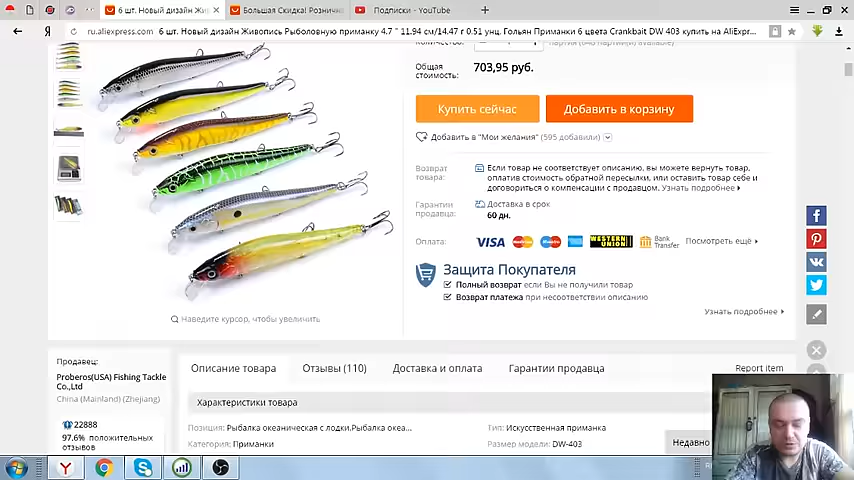 6 шт. Новый дизайн Жив
Большая Скидка! Рознич
Подписки - YouTube
ru.aliexpress.com 6 шт. Новый дизайн Живопись Рыболовную приманку 4.7 " 11.94 см/14.47 г 0.51 унц. Гольян Приманки 6 цвета Crankbait DW 403 купить на AliExpr...
Общая
стоимость:
703,95 руб.
Купить сейчас
Добавить в корзину
Добавить в "Мои желания" (595 добавили)
Возврат
товара:
Если товар не соответствует описанию, вы можете вернуть товар,
оплатив стоимость обратной пересылки, или оставить товар себе и
договориться о компенсации с продавцом. Узнать подробнее
Гарантии
продавца:
Доставка в срок
60 дн.
Оплата:
VISA
WESTERN UNION
Bank Transfer
Посмотреть ещё
Защита Покупателя
Полный возврат если Вы не получили товар
Возврат платежа при несоответствии описанию
Узнать подробнее
Наведите курсор, чтобы увеличить
Продавец:
Proberos(USA) Fishing Tackle
Co.,Ltd
China (Mainland) (Zhejiang)
22888
97.6% положительных
отзывов
Описание товара
Отзывы (110)
Доставка и оплата
Гарантии продавца
Report item
Характеристики товара
Позиция: Рыбалка океаническая с лодки,Рыбалка океа...
Тип: Искусственная приманка
Категория: Приманки
Размер модели: DW-403
Недавно